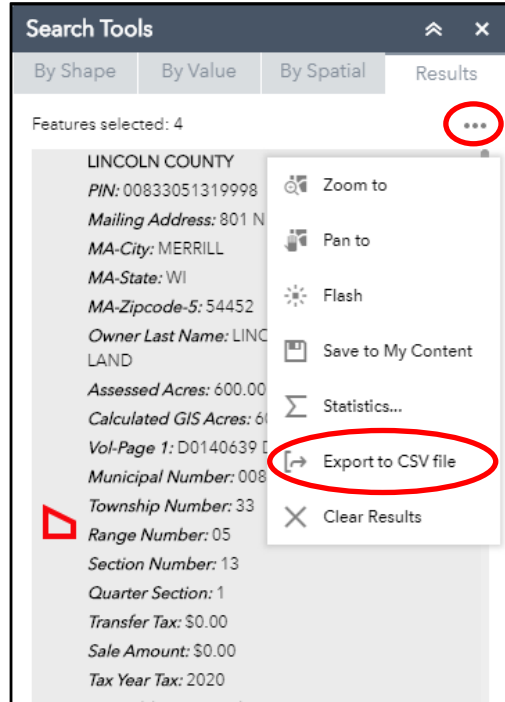 Search Tools
By Shape By Value By Spatial Results
Features selected: 4
LINCOLN COUNTY
PIN: 00833051319998
Mailing Address: 801 N
MA-City: MERRILL
MA-State: WI
MA-Zipcode-5: 54452
Owner Last Name: LINC
LAND
Assessed Acres: 600.00
Calculated GIS Acres: 6
Vol-Page 1: D0140639
Municipal Number: 008
Township Number: 33
Range Number: 05
Section Number: 13
Quarter Section: 1
Transfer Tax: $0.00
Sale Amount: $0.00
Tax Year Tax: 2020
Zoom to
Pan to
Flash
Save to My Content
Statistics...
Export to CSV file
Clear Results